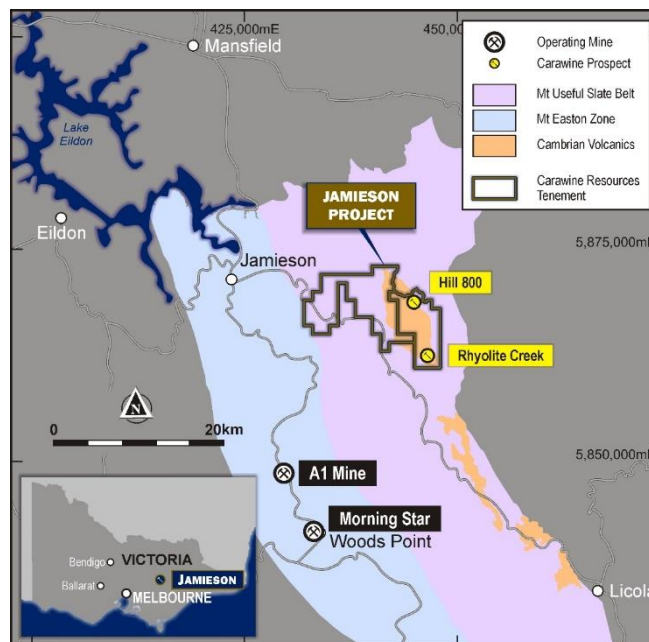 425,000mE
450,
Mansfield
Operating Mine
Carawine Prospect
Mt Useful Slate Belt
Mt Easton Zone
Cambrian Volcanics
Carawine Resources
Tenement
Lake
Eildon
JAMIESON
PROJECT
Eildon
5,875,000mN
Jamieson
Hill 800
Rhyolite Creek
N
0
20km
5,850,000mN
A1 Mine
Morning Star
Woods Point
VICTORIA
Bendigo
Ballarat
JAMIESON
MELBOURNE
Licola